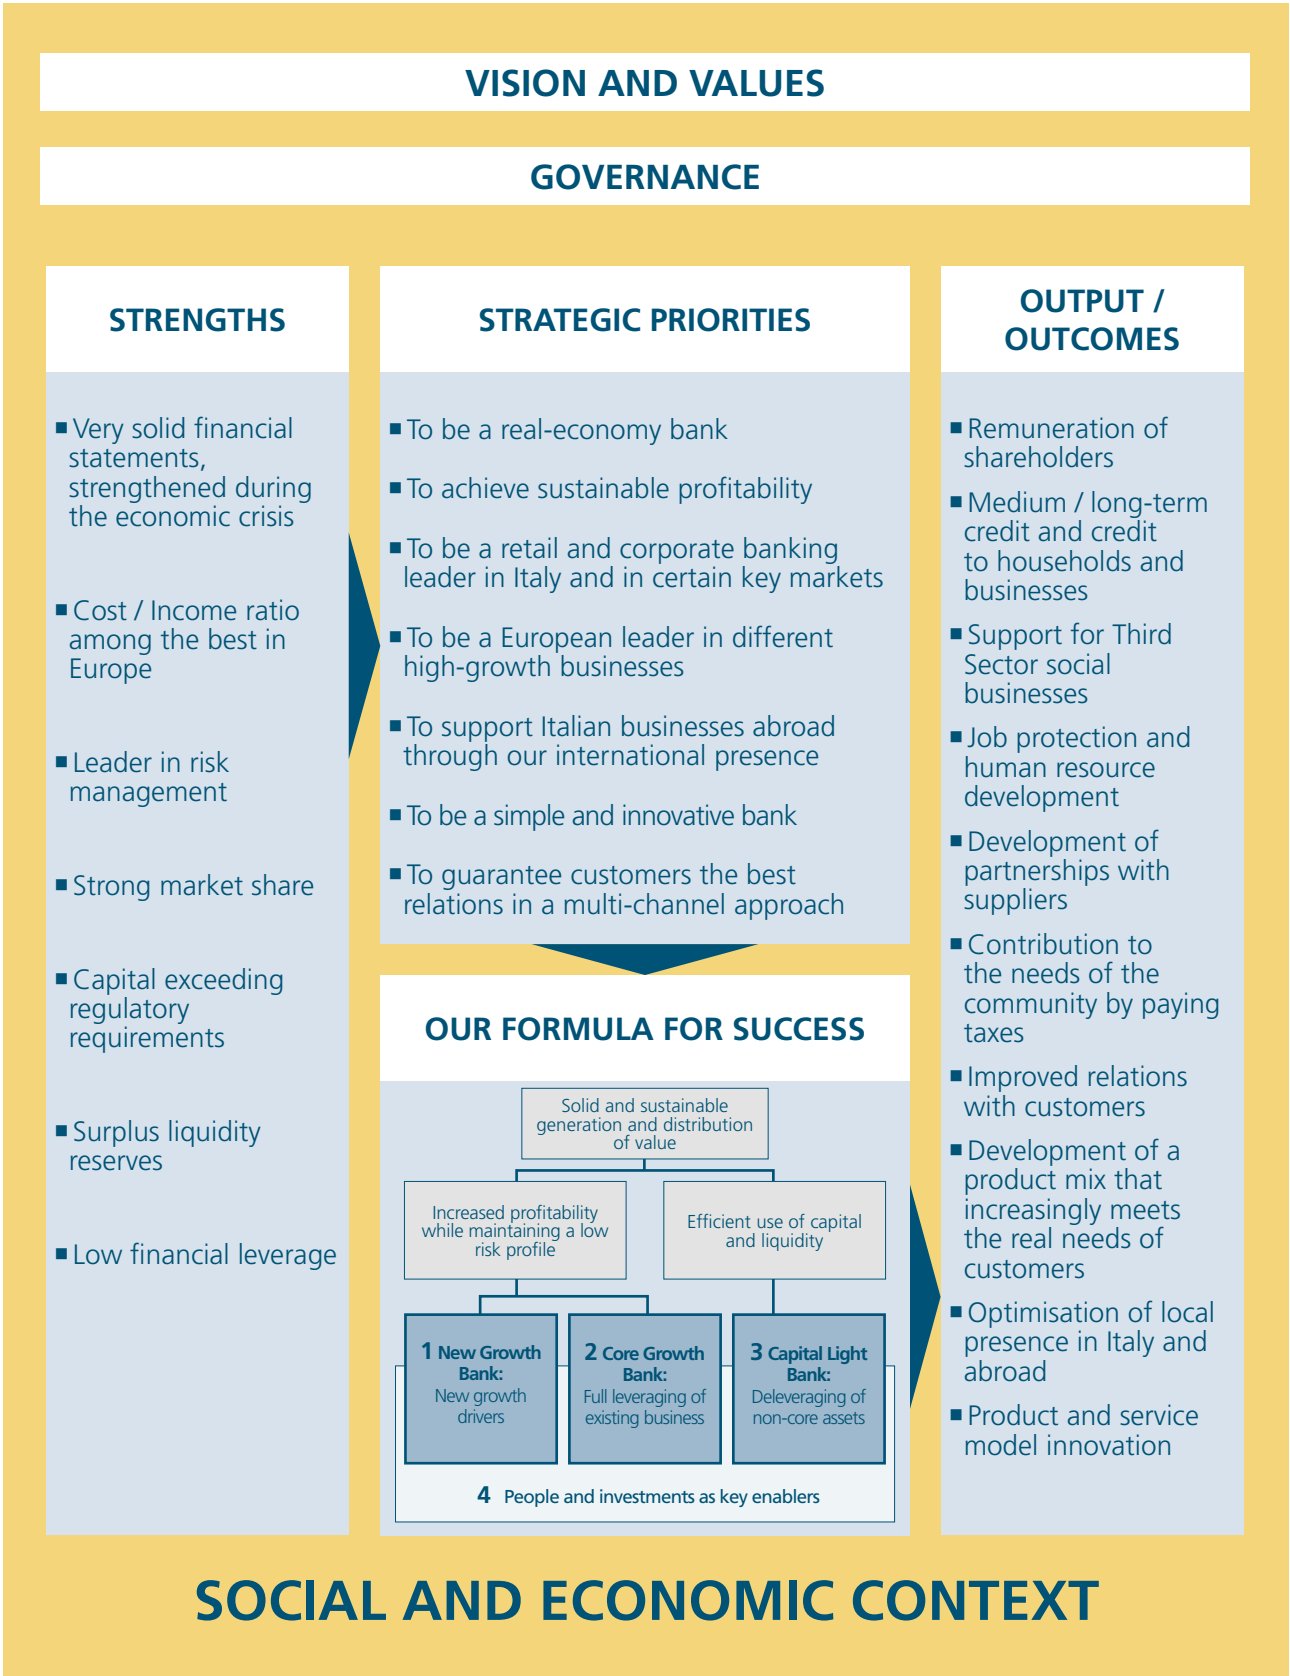 VISION AND VALUES
GOVERNANCE
STRENGTHS
■ Very solid financial
statements,
strengthened during
the economic crisis
■ Cost / Income ratio
among the best in
Europe
■ Leader in risk
management
■ Strong market share
■ Capital exceeding
regulatory
requirements
■ Surplus liquidity
reserves
■ Low financial leverage
STRATEGIC PRIORITIES
■ To be a real-economy bank
■ To achieve sustainable profitability
■ To be a retail and corporate banking
leader in Italy and in certain key markets
■ To be a European leader in different
high-growth businesses
■ To support Italian businesses abroad
through our international presence
■ To be a simple and innovative bank
■ To guarantee customers the best
relations in a multi-channel approach
OUR FORMULA FOR SUCCESS
Solid and sustainable
generation and distribution
of value
Increased profitability
while maintaining a low
risk profile
Efficient use of capital
and liquidity
1 New Growth
Bank:
New growth
drivers
2 Core Growth
Bank:
Full leveraging of
existing business
3 Capital Light
Bank:
Deleveraging of
non-core assets
4 People and investments as key enablers
OUTPUT /
OUTCOMES
■ Remuneration of
shareholders
■ Medium / long-term
credit and credit
to households and
businesses
■ Support for Third
Sector social
businesses
■ Job protection and
human resource
development
■ Development of
partnerships with
suppliers
■ Contribution to
the needs of the
community by paying
taxes
■ Improved relations
with customers
■ Development of a
product mix that
increasingly meets
the real needs of
customers
■ Optimisation of local
presence in Italy and
abroad
■ Product and service
model innovation
SOCIAL AND ECONOMIC CONTEXT